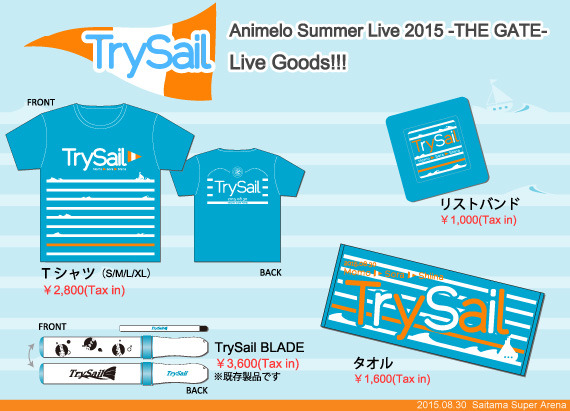 TrySail
Animelo Summer Live 2015 -THE GATE-
Live Goods!!!
FRONT
TrySail
TrySail
BACK
Tシャツ（S/M/L/XL）
￥2,800(Tax in)
TrySail
リストバンド
￥1,000(Tax in)
FRONT
TrySail
TrySail
BACK
TrySail BLADE
￥3,600(Tax in)
※既存製品です
TrySail
タオル
￥1,600(Tax in)
2015.08.30 Saitama Super Arena